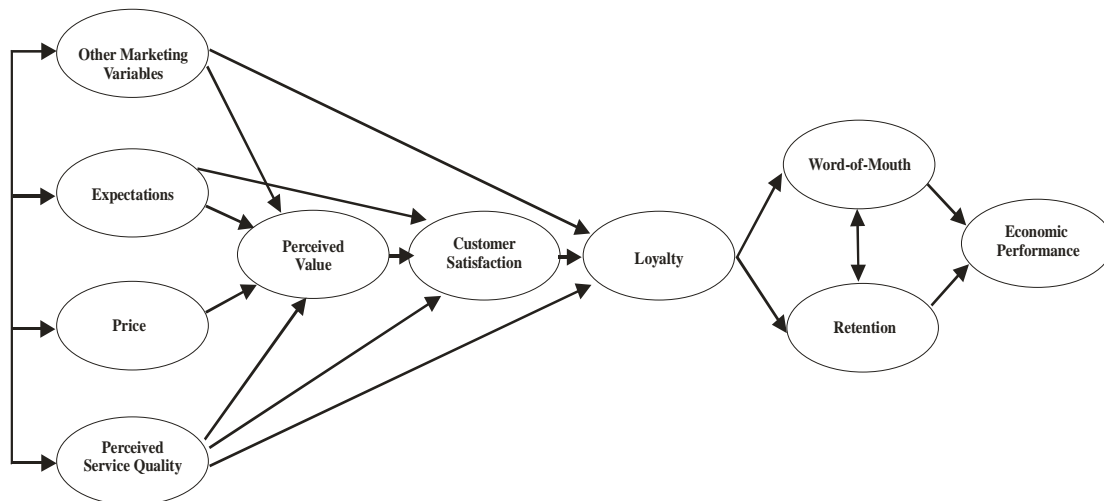 Other Marketing
Variables
Expectations
Price
Perceived
Service Quality
Perceived
Value
Customer
Satisfaction
Loyalty
Word-of-Mouth
Retention
Economic
Performance